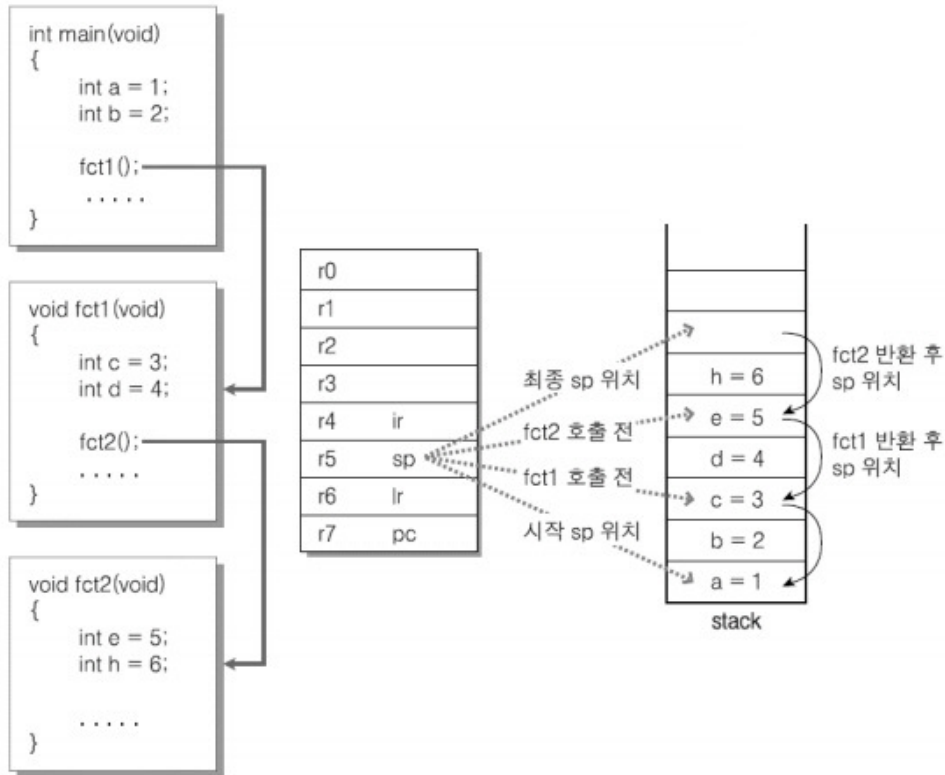 int main(void)
{
int a = 1;
int b = 2;
fct1();
. . . . .
}
void fct1(void)
{
int c = 3;
int d = 4;
fct2();
. . . . .
}
void fct2(void)
{
int e = 5;
int h = 6;
. . . . .
}
r0
r1
r2
r3
r4 ir
r5 sp
r6 lr
r7 pc
최종 sp 위치
fct2 호출 전
fct1 호출 전
시작 sp 위치
h = 6
e = 5
d = 4
c = 3
b = 2
a = 1
stack
fct2 반환 후
sp 위치
fct1 반환 후
sp 위치